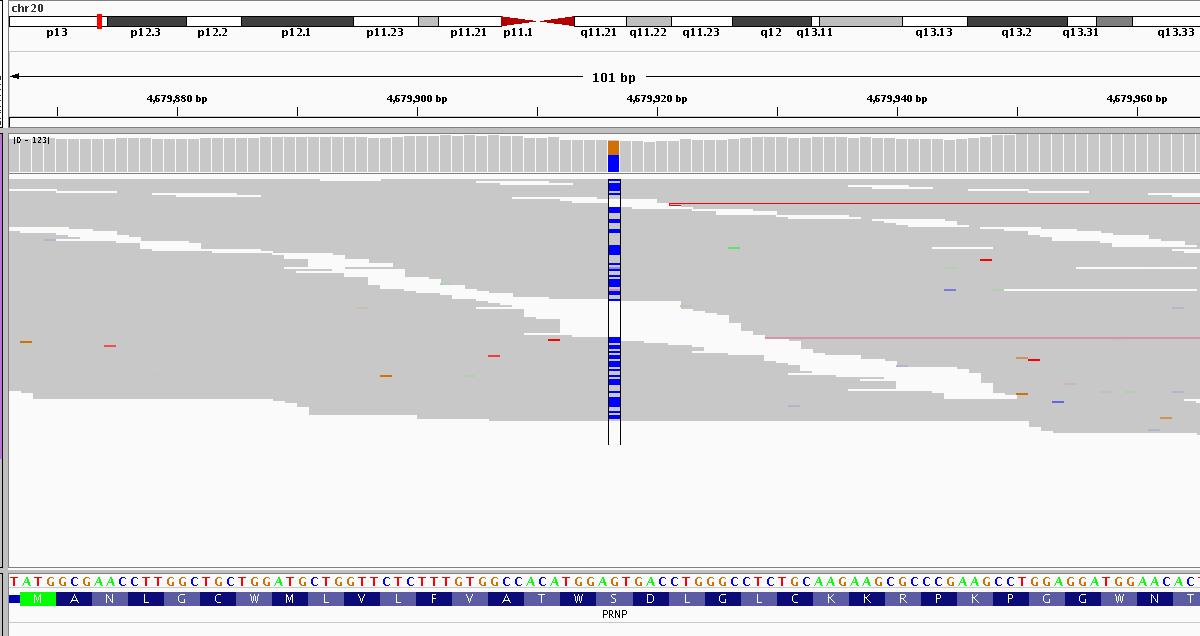 chr20
p13 p12.3 p12.2 p12.1 p11.23 p11.21 p11.1 q11.21 q11.22 q11.23 q12 q13.11 q13.13 q13.2 q13.31 q13.33
101 bp
4,679,880 bp 4,679,900 bp 4,679,920 bp 4,679,940 bp 4,679,960 bp
[0 - 123]
TATGGCGAACCTTGGCTGCTGGATGCTGGTTCTCTTTGTGGCCACATGGAGTGACCTGGGCCTCTGCAAGAAGCGCCCGAAGCCTGGAGGATGGAACACT
M A N L G C W M L V L F V A T W S D L G L C K K R P K P G G W N T
PRNP